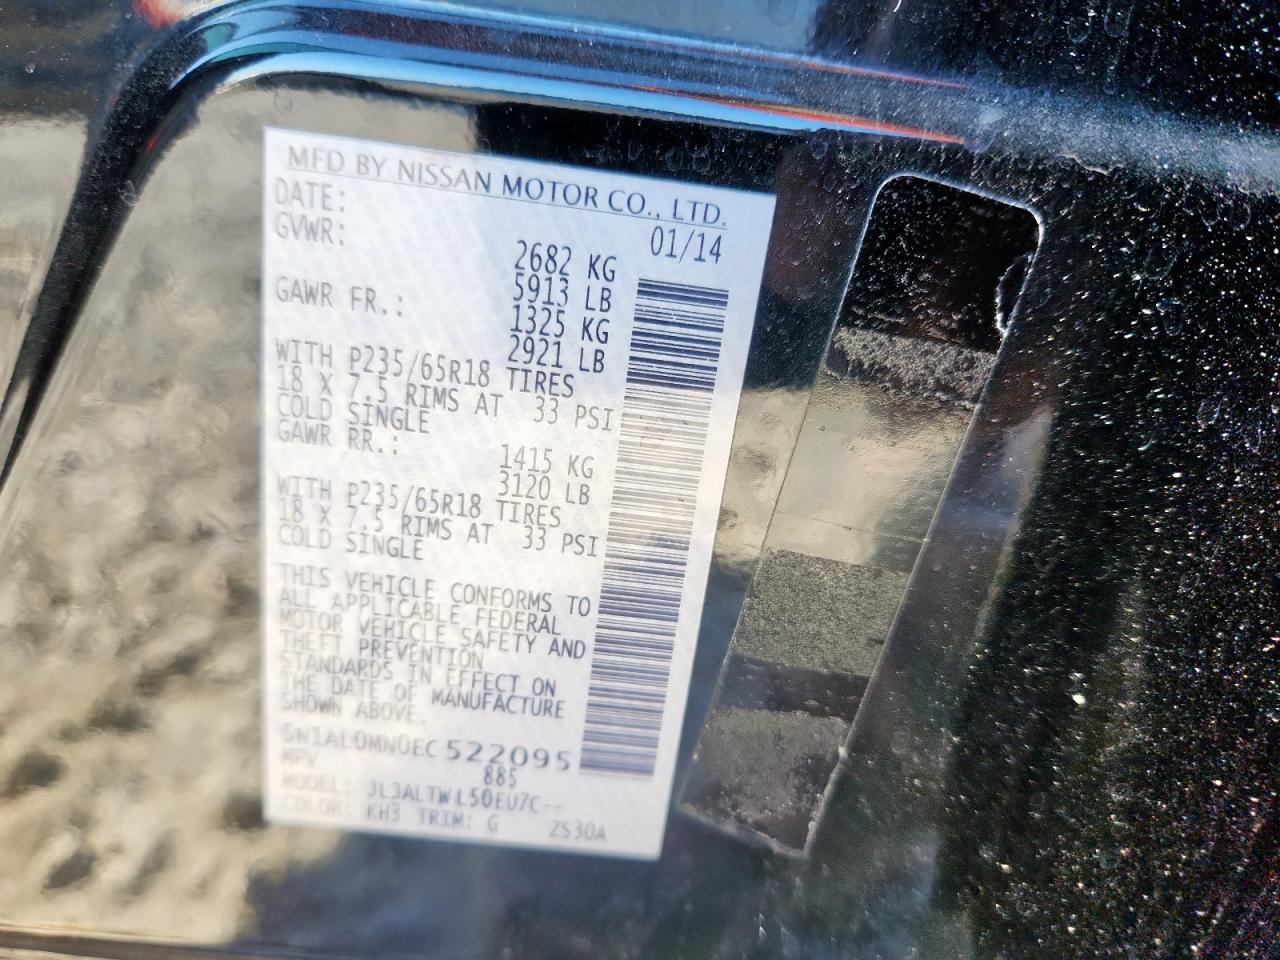 MFD BY NISSAN MOTOR CO., LTD.
DATE: 01/14
GVWR: 2682 KG
5913 LB
GAWR FR.: 1325 KG
2921 LB
WITH P235/65R18 TIRES
18 X 7.5 RIMS AT 33 PSI
COLD SINGLE
GAWR RR.: 1415 KG
3120 LB
WITH P235/65R18 TIRES
18 X 7.5 RIMS AT 33 PSI
COLD SINGLE
THIS VEHICLE CONFORMS TO
ALL APPLICABLE FEDERAL
MOTOR VEHICLE SAFETY AND
THEFT PREVENTION
STANDARDS IN EFFECT ON
THE DATE OF MANUFACTURE
SHOWN ABOVE.
5N1AL0MN0EC522095
MPV 885
MODEL: JL3ALTWL50EU7C--
COLOR: KH3 TRIM: G ZS30A